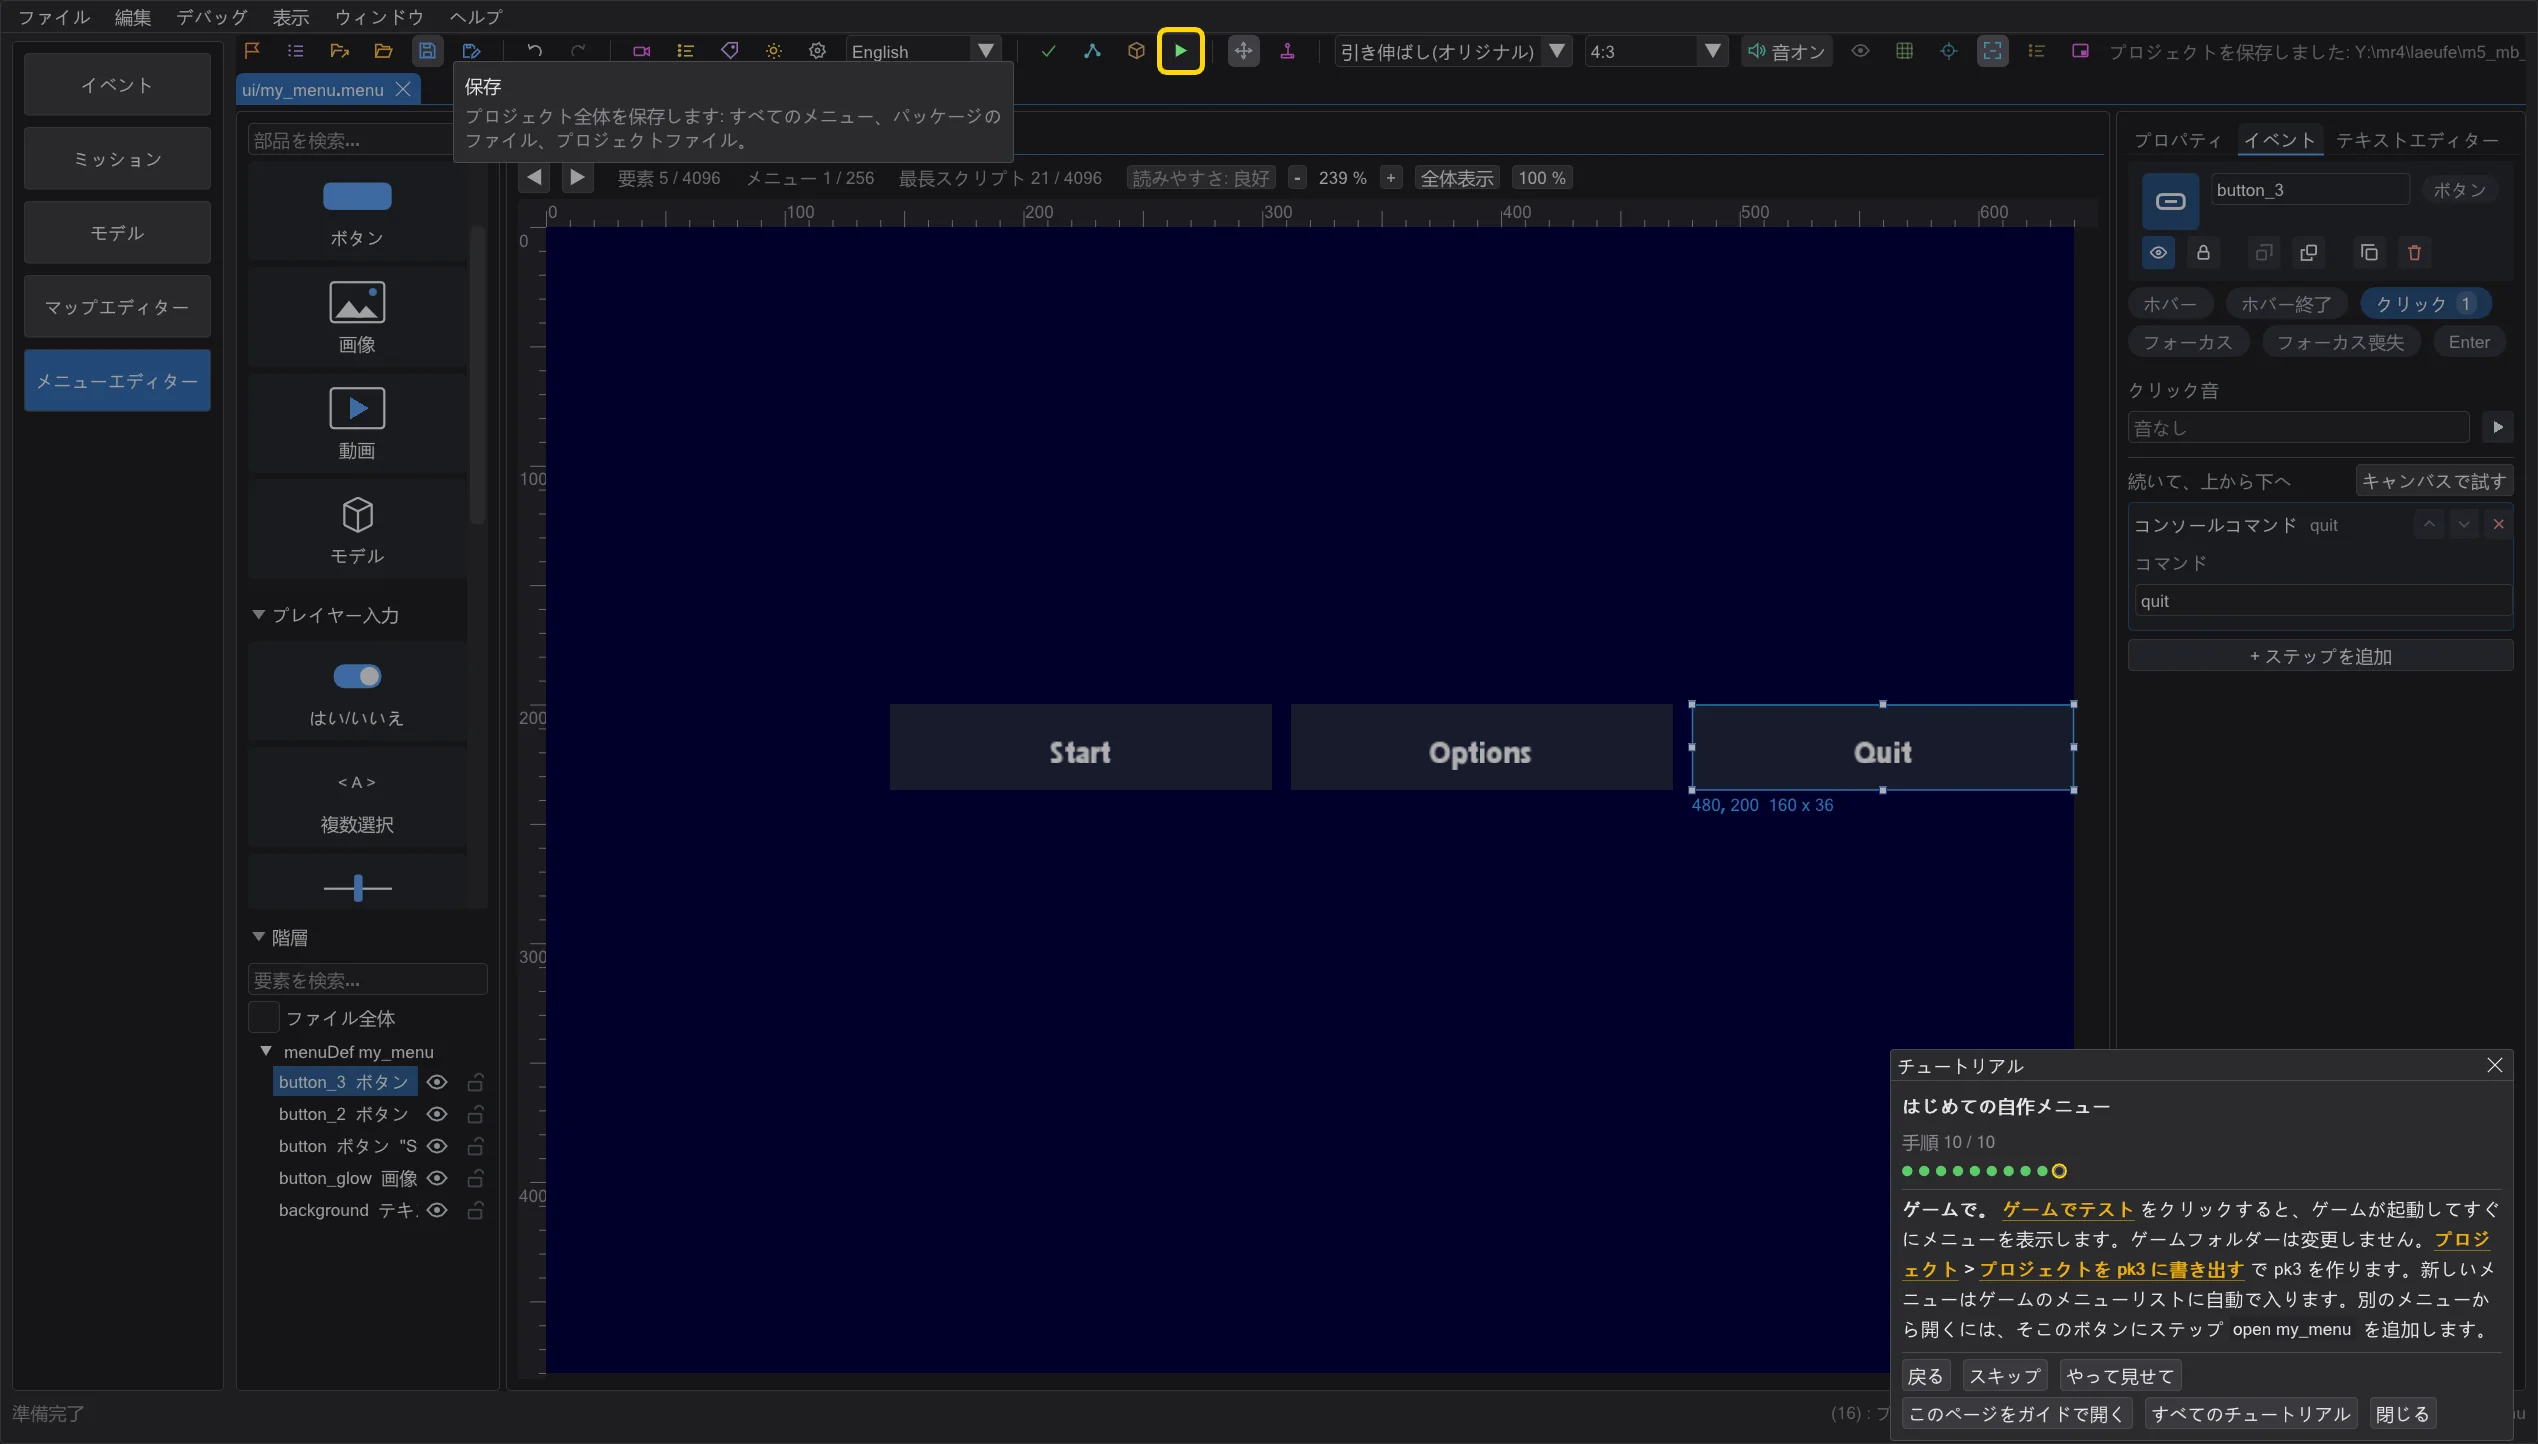 ファイル 編集 デバッグ 表示 ウィンドウ ヘルプ
English 引き伸ばし(オリジナル) 4:3 音オン プロジェクトを保存しました: Y:\mr4\laeufe\m5_mb_
イベント
ミッション
モデル
マップエディター
メニューエディター
ui/my_menu.menu
保存
プロジェクト全体を保存します: すべてのメニュー、パッケージの
ファイル、プロジェクトファイル。
部品を検索...
ボタン
画像
動画
モデル
プレイヤー入力
はい/いいえ
< A >
複数選択
階層
要素を検索...
ファイル全体
menuDef my_menu
button_3 ボタン
button_2 ボタン
button ボタン "S
button_glow 画像
background テキ
要素 5 / 4096 メニュー 1 / 256 最長スクリプト 21 / 4096 読みやすさ: 良好 - 239 % + 全体表示 100 %
0 100 200 300 400 500 600
0
100
200
300
400
Start Options Quit
480, 200 160 x 36
プロパティ イベント テキストエディター
button_3 ボタン
ホバー ホバー終了 クリック 1
フォーカス フォーカス喪失 Enter
クリック音
音なし
続いて、上から下へ キャンバスで試す
コンソールコマンド quit
コマンド
quit
+ ステップを追加
チュートリアル
はじめての自作メニュー
手順 10 / 10
ゲームで。 ゲームでテスト をクリックすると、ゲームが起動してすぐ
にメニューを表示します。ゲームフォルダーは変更しません。プロジ
ェクト > プロジェクトを pk3 に書き出す で pk3 を作ります。新しいメ
ニューはゲームのメニューリストに自動で入ります。別のメニューか
ら開くには、そこのボタンにステップ open my_menu を追加します。
戻る スキップ やって見せて
このページをガイドで開く すべてのチュートリアル 閉じる
準備完了
(16) : プ